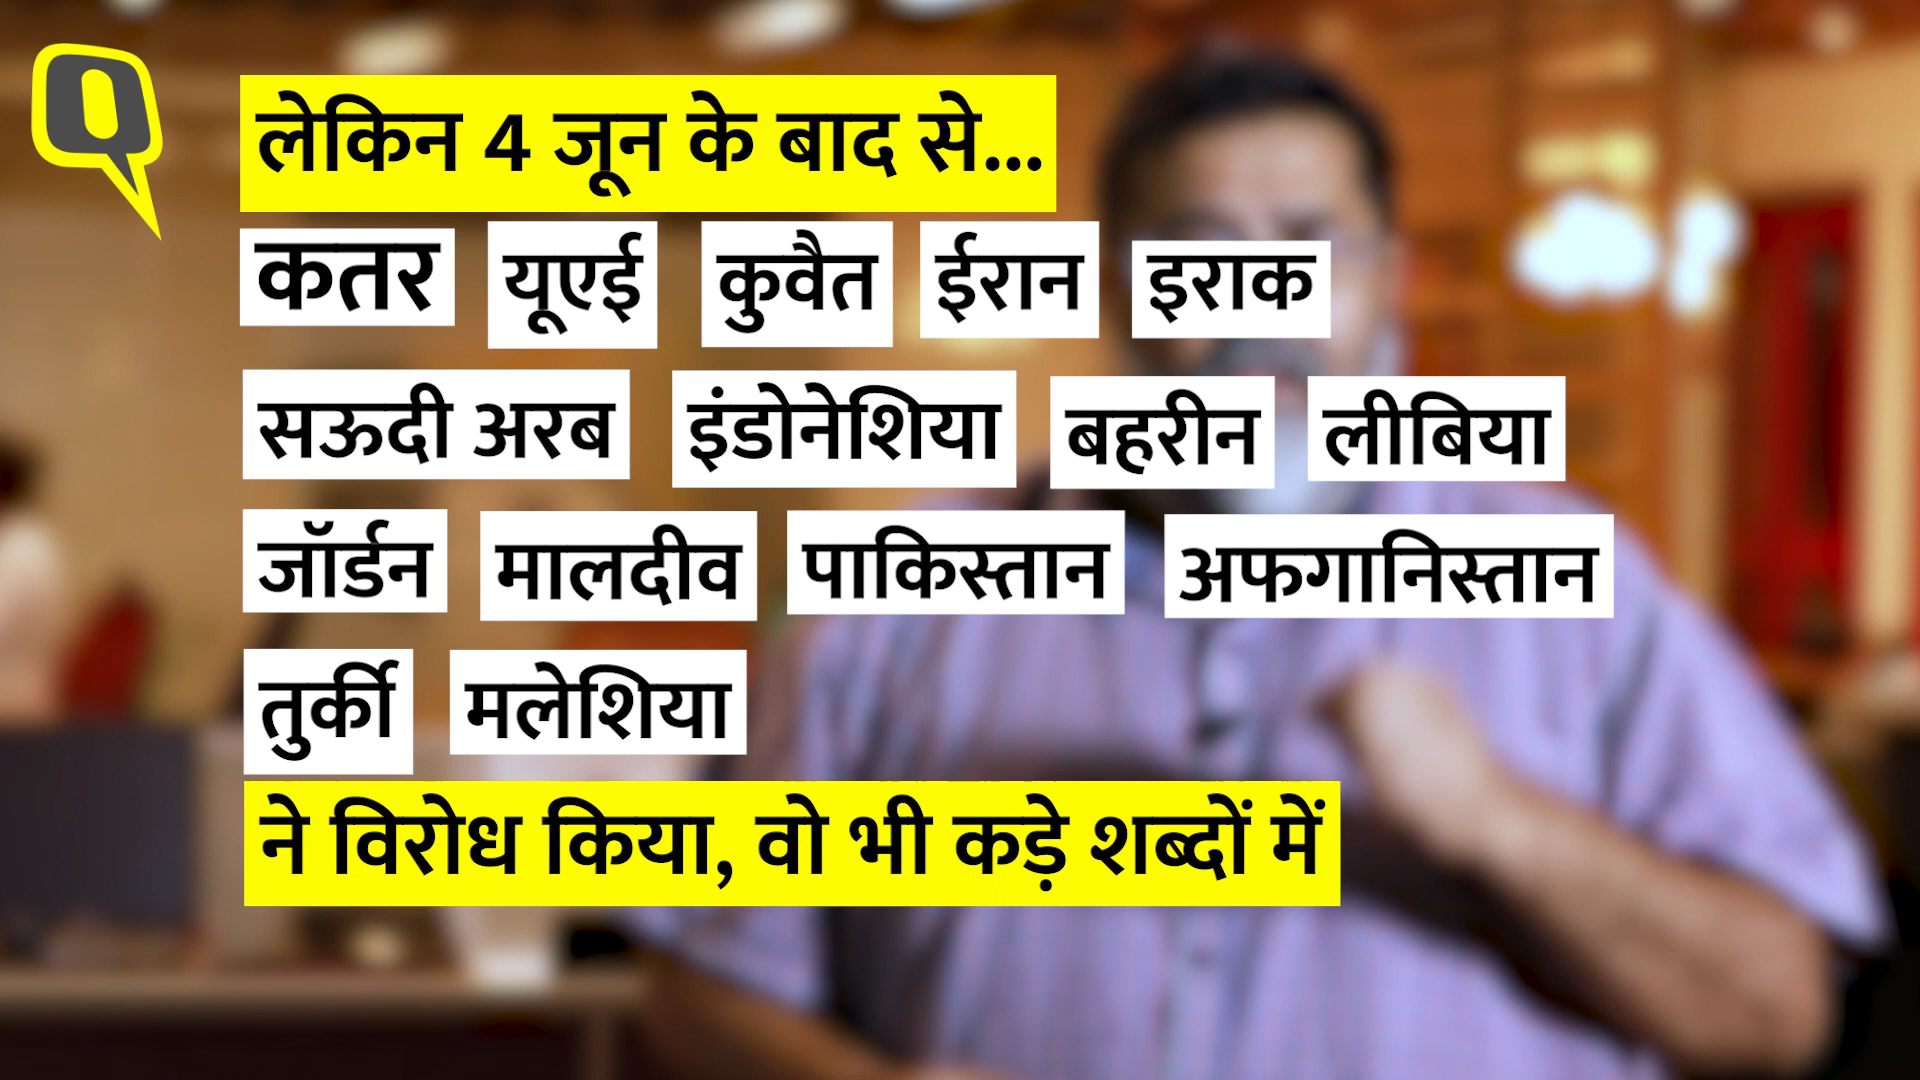 लेकिन 4 जून के बाद से...
कतर यूएई कुवैत ईरान इराक
सऊदी अरब इंडोनेशिया बहरीन लीबिया
जॉर्डन मालदीव पाकिस्तान अफगानिस्तान
तुर्की मलेशिया
ने विरोध किया, वो भी कड़े शब्दों में